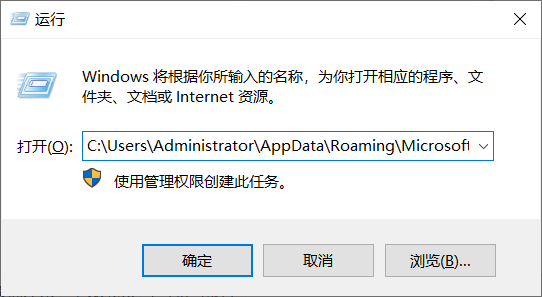 运行
Windows 将根据你所输入的名称，为你打开相应的程序、文
件夹、文档或 Internet 资源。
打开(O): C:\Users\Administrator\AppData\Roaming\Microsoft
使用管理权限创建此任务。
确定 取消 浏览(B)...